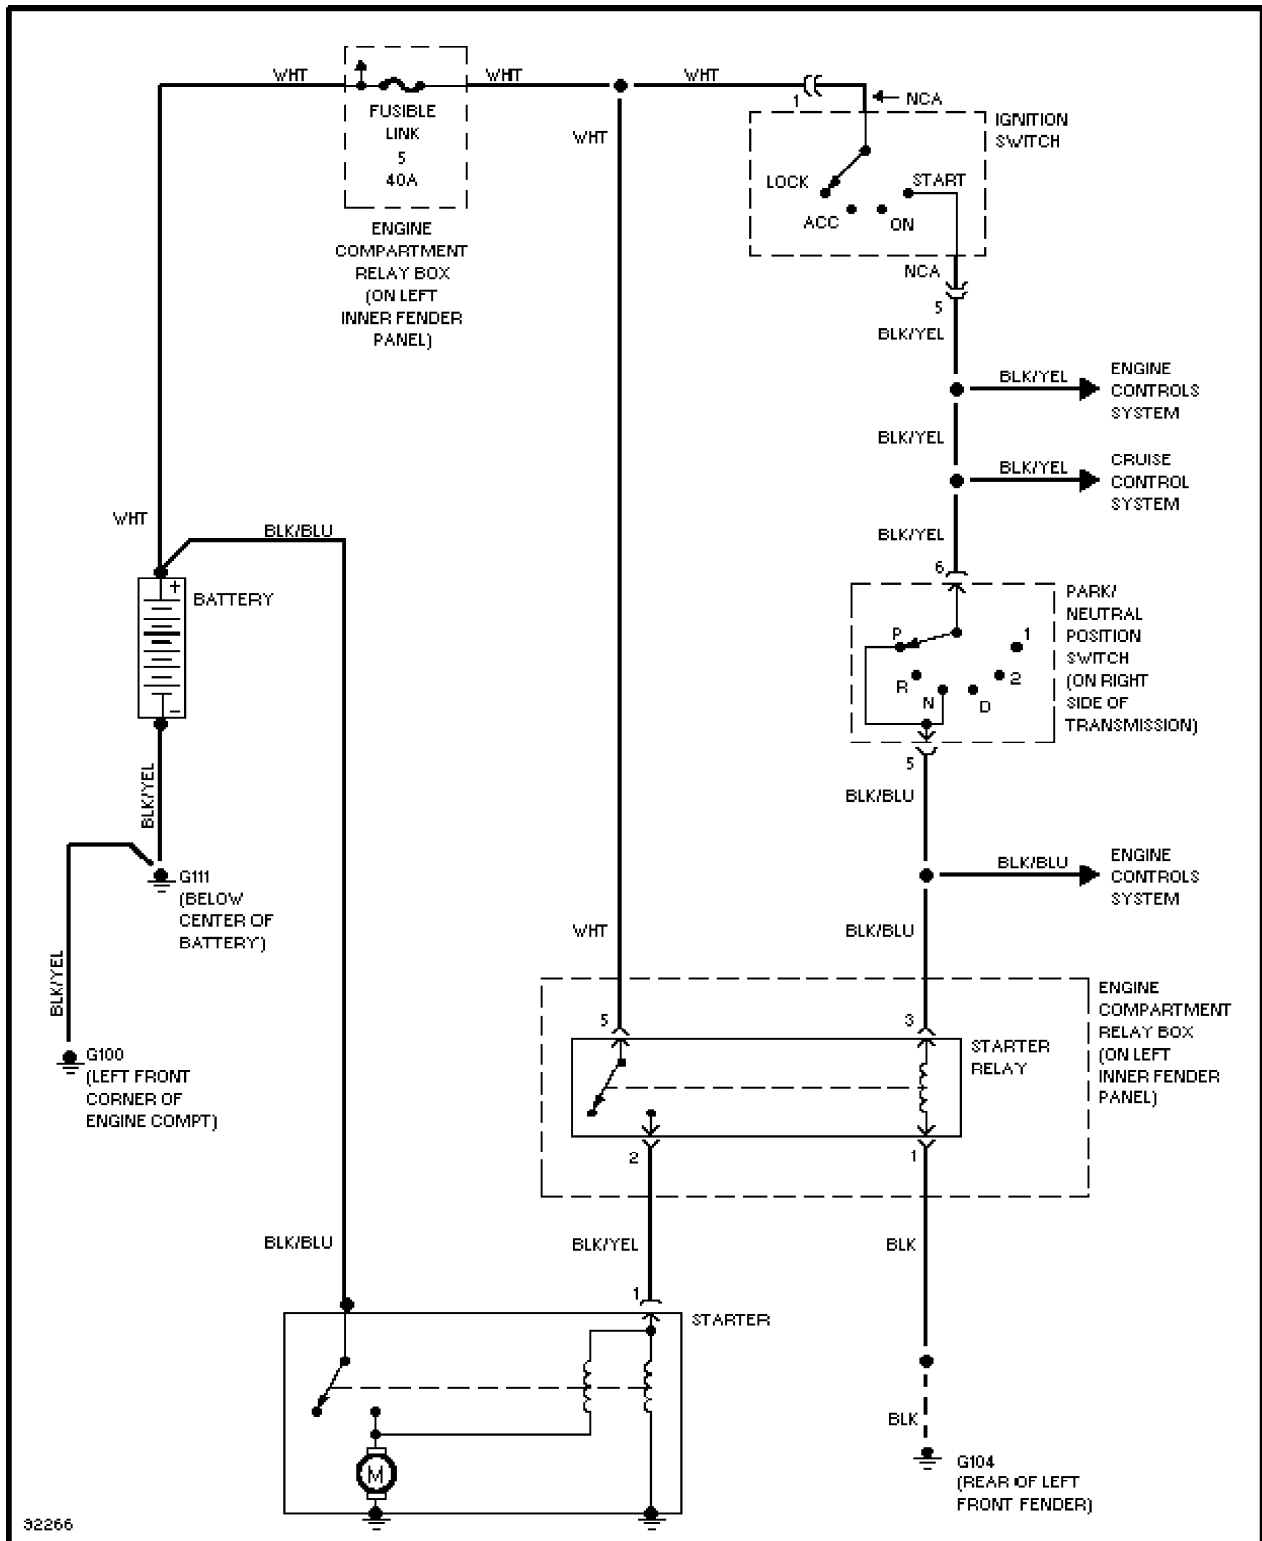 WHT
WHT
WHT
1
NCA
FUSIBLE
LINK
5
40A
WHT
IGNITION
SWITCH
LOCK
START
ACC
ON
ENGINE
COMPARTMENT
RELAY BOX
(ON LEFT
INNER FENDER
PANEL)
NCA
5
BLK/YEL
BLK/YEL
ENGINE
CONTROLS
SYSTEM
BLK/YEL
BLK/YEL
CRUISE
CONTROL
SYSTEM
WHT
BLK/BLU
BLK/YEL
6
+
BATTERY
-
PARK/
NEUTRAL
POSITION
SWITCH
(ON RIGHT
SIDE OF
TRANSMISSION)
P
1
R
2
N
D
5
BLK/YEL
BLK/BLU
BLK/BLU
ENGINE
CONTROLS
SYSTEM
G111
(BELOW
CENTER OF
BATTERY)
WHT
BLK/BLU
BLK/YEL
ENGINE
COMPARTMENT
RELAY BOX
(ON LEFT
INNER FENDER
PANEL)
5
3
STARTER
RELAY
G100
(LEFT FRONT
CORNER OF
ENGINE COMPT)
2
1
BLK/BLU
BLK/YEL
BLK
1
STARTER
M
BLK
G104
(REAR OF LEFT
FRONT FENDER)
92266